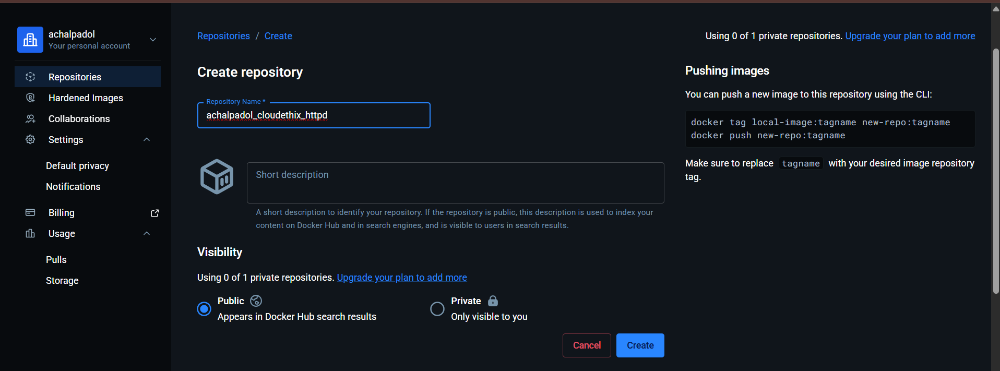 achalpadol
Your personal account
Repositories
Hardened Images
Collaborations
Settings
Default privacy
Notifications
Billing
Usage
Pulls
Storage
Repositories / Create
Using 0 of 1 private repositories. Upgrade your plan to add more
Create repository
Repository Name *
achalpadol_cloudethix_httpd
Short description
A short description to identify your repository. If the repository is public, this description is used to index your
content on Docker Hub and in search engines, and is visible to users in search results.
Visibility
Using 0 of 1 private repositories. Upgrade your plan to add more
Public
Appears in Docker Hub search results
Private
Only visible to you
Cancel
Create
Pushing images
You can push a new image to this repository using the CLI:
docker tag local-image:tagname new-repo:tagname
docker push new-repo:tagname
Make sure to replace tagname with your desired image repository
tag.